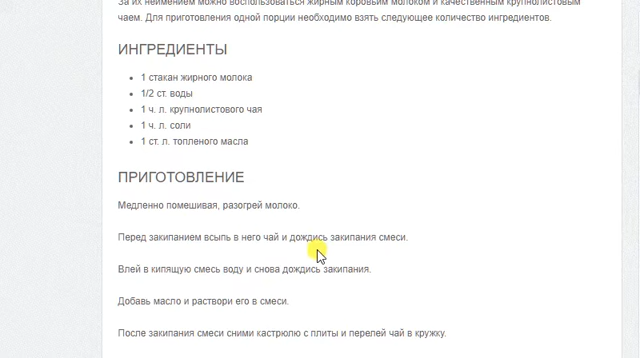 За их неимением можно воспользоваться жирным коровьим молоком и качественным крупнолистовым
чаем. Для приготовления одной порции необходимо взять следующее количество ингредиентов.
ИНГРЕДИЕНТЫ
1 стакан жирного молока
1/2 ст. воды
1 ч. л. крупнолистового чая
1 ч. л. соли
1 ст. л. топленого масла
ПРИГОТОВЛЕНИЕ
Медленно помешивая, разогрей молоко.
Перед закипанием всыпь в него чай и дождись закипания смеси.
Влей в кипящую смесь воду и снова дождись закипания.
Добавь масло и раствори его в смеси.
После закипания смеси сними кастрюлю с плиты и перелей чай в кружку.